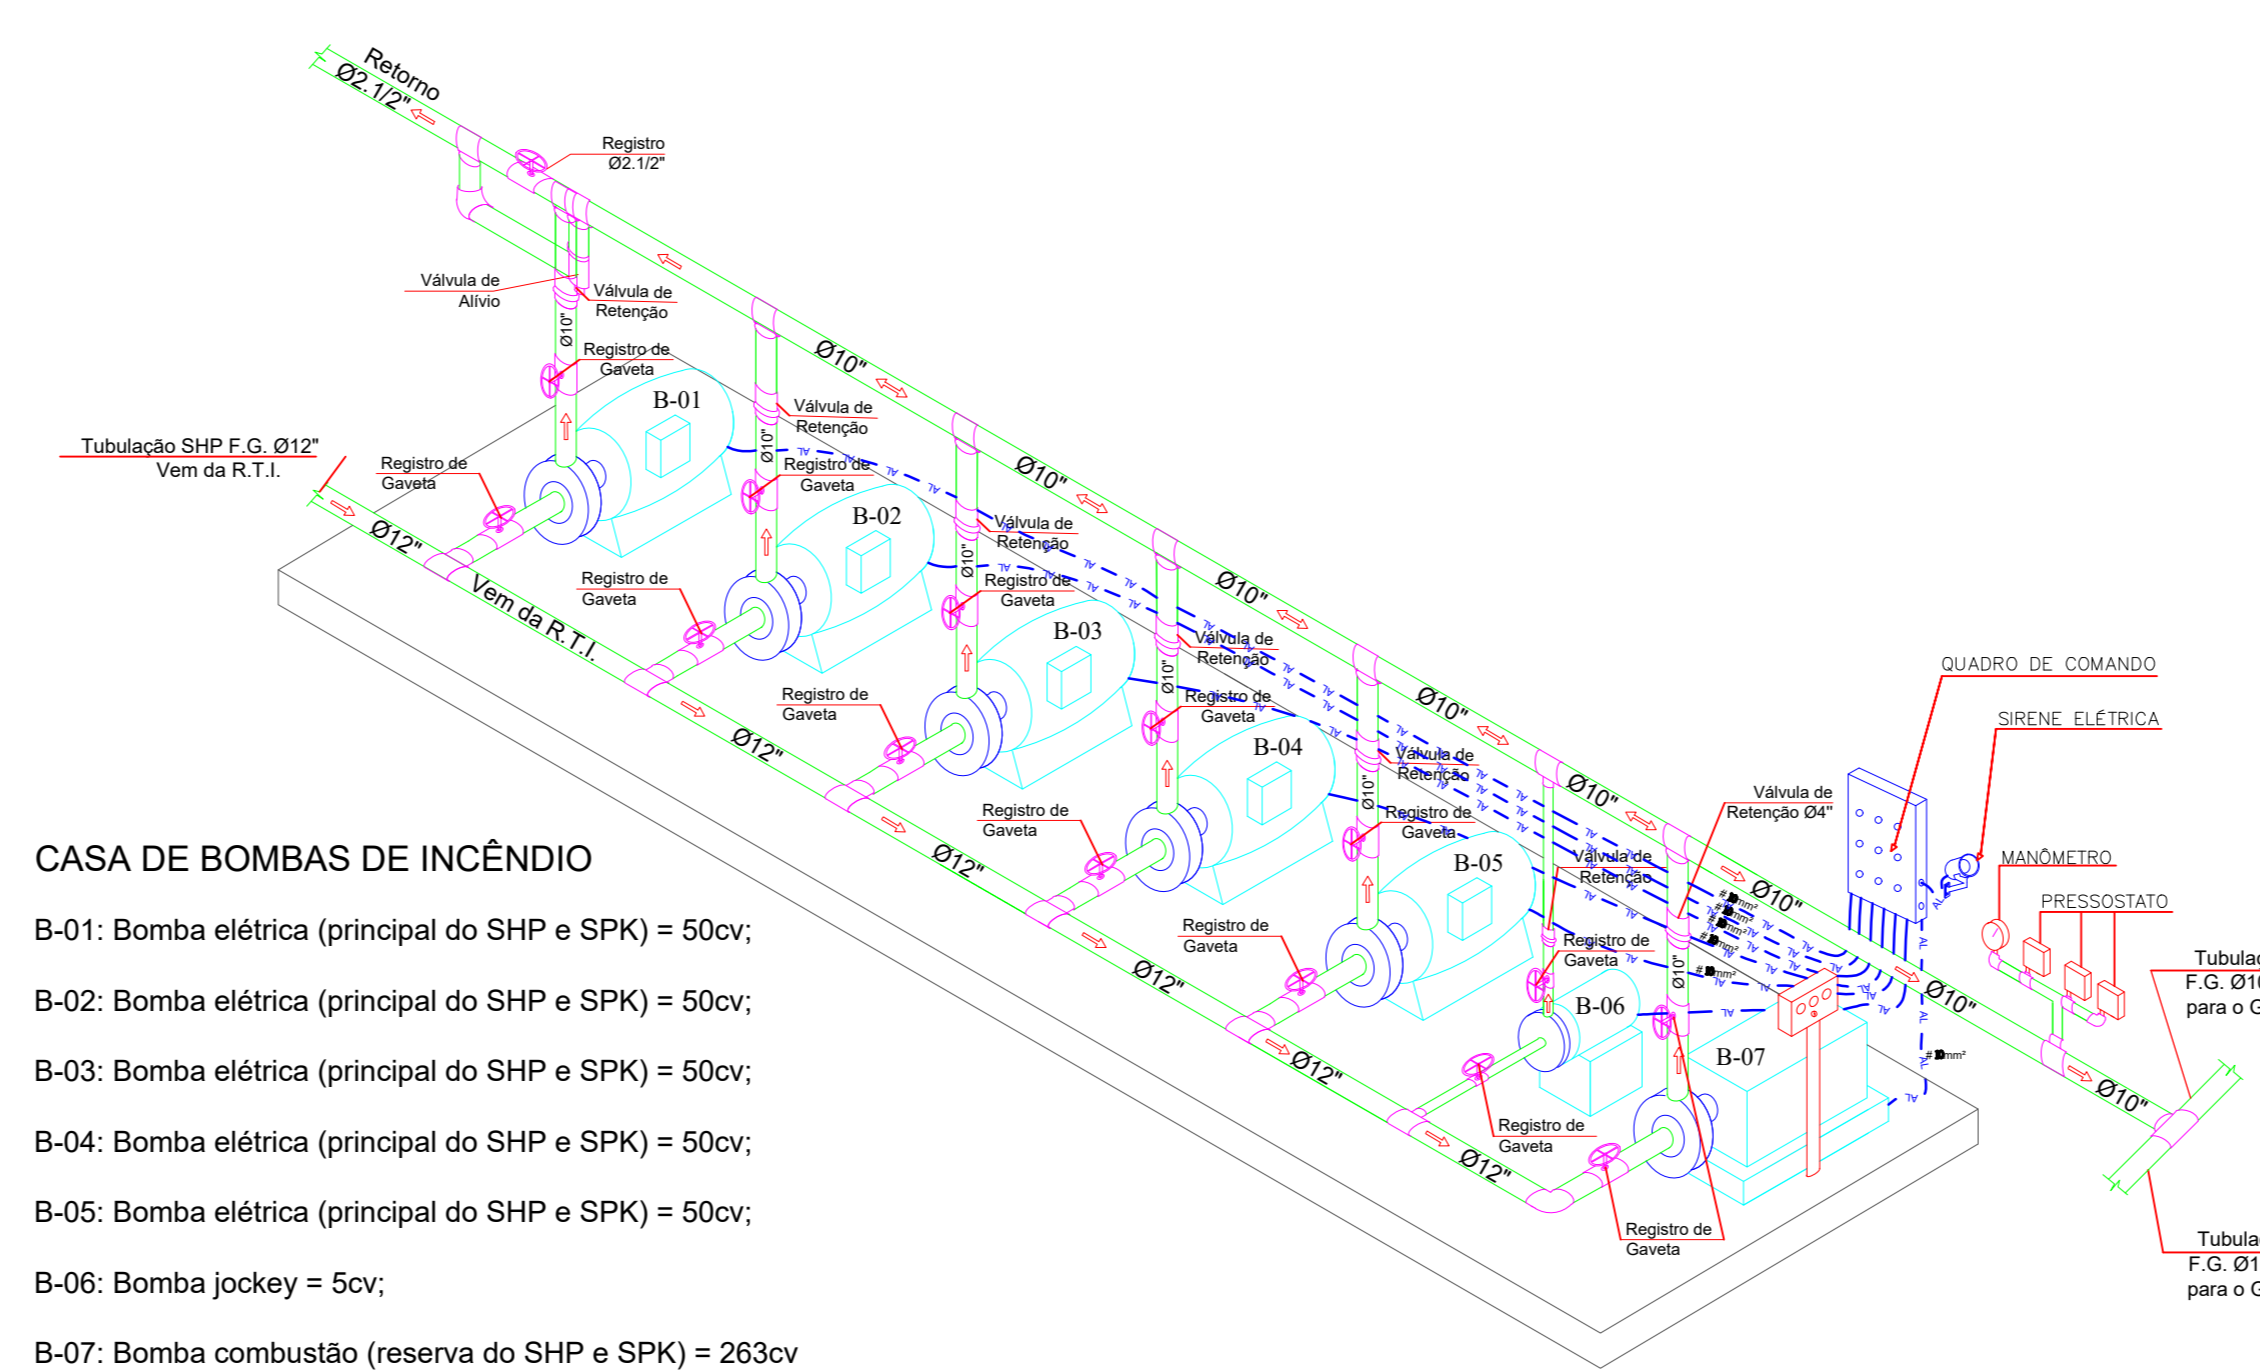 Retorno
Ø2.1/2"
Registro
Ø2.1/2"
Válvula de
Alívio
Válvula de
Retenção
Ø10"
Registro de
Gaveta
B-01
Tubulação SHP F.G. Ø12"
Vem da R.T.I.
Registro de
Gaveta
Ø12"
Vem da R.T.I.
Ø10"
Válvula de
Retenção
Ø10"
Registro de
Gaveta
B-02
Registro de
Gaveta
Ø10"
Válvula de
Retenção
Ø10"
Registro de
Gaveta
B-03
Registro de
Gaveta
Ø12"
Ø10"
Válvula de
Retenção
Ø10"
Registro de
Gaveta
B-04
Registro de
Gaveta
Ø12"
Ø10"
Válvula de
Retenção
Ø10"
Registro de
Gaveta
B-05
Registro de
Gaveta
Ø12"
Ø10"
Válvula de
Retenção
Registro de
Gaveta
B-06
Registro de
Gaveta
Ø12"
Válvula de
Retenção Ø4"
Ø10"
B-07
Registro de
Gaveta
Ø12"
Ø10"
Ø10"
Ø10"
QUADRO DE COMANDO
SIRENE ELÉTRICA
MANÔMETRO
PRESSOSTATO
AL
CASA DE BOMBAS DE INCÊNDIO
B-01: Bomba elétrica (principal do SHP e SPK) = 50cv;
B-02: Bomba elétrica (principal do SHP e SPK) = 50cv;
B-03: Bomba elétrica (principal do SHP e SPK) = 50cv;
B-04: Bomba elétrica (principal do SHP e SPK) = 50cv;
B-05: Bomba elétrica (principal do SHP e SPK) = 50cv;
B-06: Bomba jockey = 5cv;
B-07: Bomba combustão (reserva do SHP e SPK) = 263cv
F.G.
para o
F.G.
para o